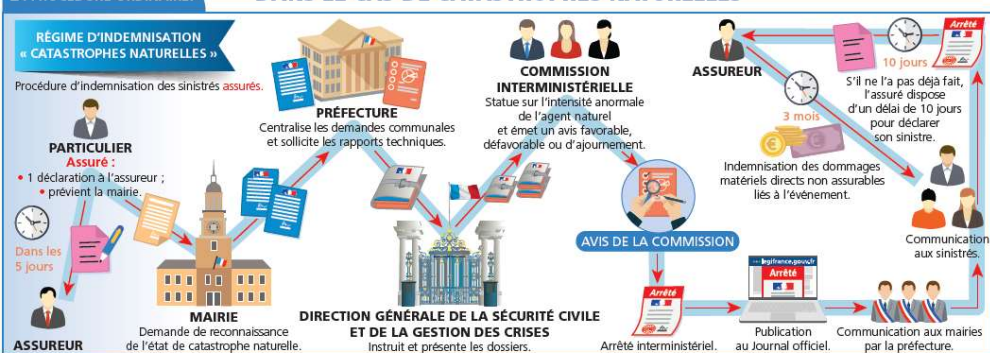 RÉGIME D'INDEMNISATION
« CATASTROPHES NATURELLES »
Procédure d'indemnisation des sinistrés assurés.
PARTICULIER
Assuré :
• 1 déclaration à l'assureur ;
• prévient la mairie.
Dans les
5 jours
ASSUREUR
MAIRIE
Demande de reconnaissance
de l'état de catastrophe naturelle.
PRÉFECTURE
Centralise les demandes communales
et sollicite les rapports techniques.
DIRECTION GÉNÉRALE DE LA SÉCURITÉ CIVILE
ET DE LA GESTION DES CRISES
Instruit et présente les dossiers.
COMMISSION
INTERMINISTÉRIELLE
Statue sur l'intensité anormale
de l'agent naturel
et émet un avis favorable,
défavorable ou d'ajournement.
AVIS DE LA COMMISSION
Arrêté
Arrêté interministériel.
legifrance.gouv.fr
Arrêté
Publication
au Journal officiel.
Communication aux mairies
par la préfecture.
Communication
aux sinistrés.
Arrêté
10 jours
S'il ne l'a pas déjà fait,
l'assuré dispose
d'un délai de 10 jours
pour déclarer
son sinistre.
ASSUREUR
3 mois
Indemnisation des dommages
matériels directs non assurables
liés à l'évènement.